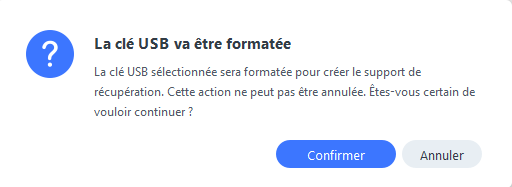 La clé USB va être formatée
La clé USB sélectionnée sera formatée pour créer le support de
récupération. Cette action ne peut pas être annulée. Êtes-vous certain de
vouloir continuer ?
Confirmer
Annuler